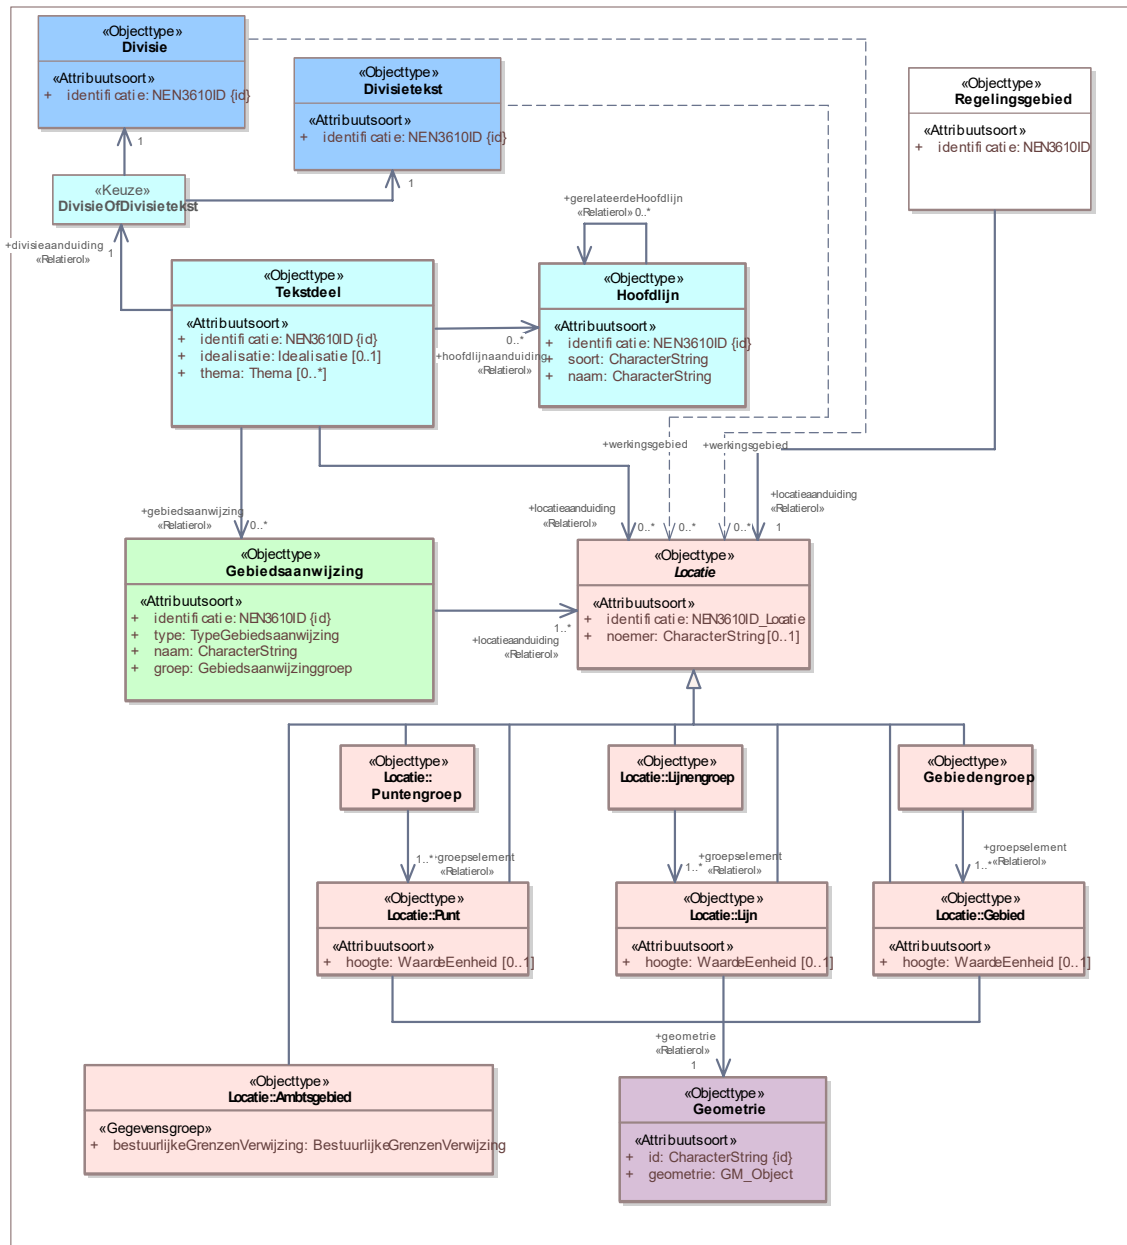 «Objecttype»
Divisie
«Attribuutsoort»
+ identificatie: NEN3610ID {id}
«Objecttype»
Divisietekst
«Attribuutsoort»
+ identificatie: NEN3610ID {id}
«Objecttype»
Regelingsgebied
«Attribuutsoort»
+ identificatie: NEN3610ID
1
1
«Keuze»
DivisieOfDivisietekst
+gerelateerdeHoofdlijn
«Relatierol» 0..*
+divisieaanduiding
«Relatierol»
1
«Objecttype»
Tekstdeel
«Attribuutsoort»
+ identificatie: NEN3610ID {id}
+ idealisatie: Idealisatie [0..1]
+ thema: Thema [0..*]
0..*
+hoofdlijnaanduiding
«Relatierol»
«Objecttype»
Hoofdlijn
«Attribuutsoort»
+ identificatie: NEN3610ID {id}
+ soort: CharacterString
+ naam: CharacterString
+werkingsgebied
+werkingsgebied
+gebiedsaanwijzing
«Relatierol»
0..*
+locatieaanduiding
«Relatierol»
0..*
0..*
0..*
+locatieaanduiding
«Relatierol»
1
«Objecttype»
Gebiedsaanwijzing
«Attribuutsoort»
+ identificatie: NEN3610ID {id}
+ type: TypeGebiedsaanwijzing
+ naam: CharacterString
+ groep: Gebiedsaanwijzinggroep
1..*
+locatieaanduiding
«Relatierol»
«Objecttype»
Locatie
«Attribuutsoort»
+ identificatie: NEN3610ID_Locatie
+ noemer: CharacterString [0..1]
«Objecttype»
Locatie::
Puntengroep
«Objecttype»
Locatie::Lijnengroep
«Objecttype»
Gebiedengroep
1..*
+groepselement
«Relatierol»
1..*
+groepselement
«Relatierol»
1..*
+groepselement
«Relatierol»
«Objecttype»
Locatie::Punt
«Attribuutsoort»
+ hoogte: WaardeEenheid [0..1]
«Objecttype»
Locatie::Lijn
«Attribuutsoort»
+ hoogte: WaardeEenheid [0..1]
«Objecttype»
Locatie::Gebied
«Attribuutsoort»
+ hoogte: WaardeEenheid [0..1]
+geometrie
«Relatierol»
1
«Objecttype»
Locatie::Ambtsgebied
«Gegevensgroep»
+ bestuurlijkeGrenzenVerwijzing: BestuurlijkeGrenzenVerwijzing
«Objecttype»
Geometrie
«Attribuutsoort»
+ id: CharacterString {id}
+ geometrie: GM_Object